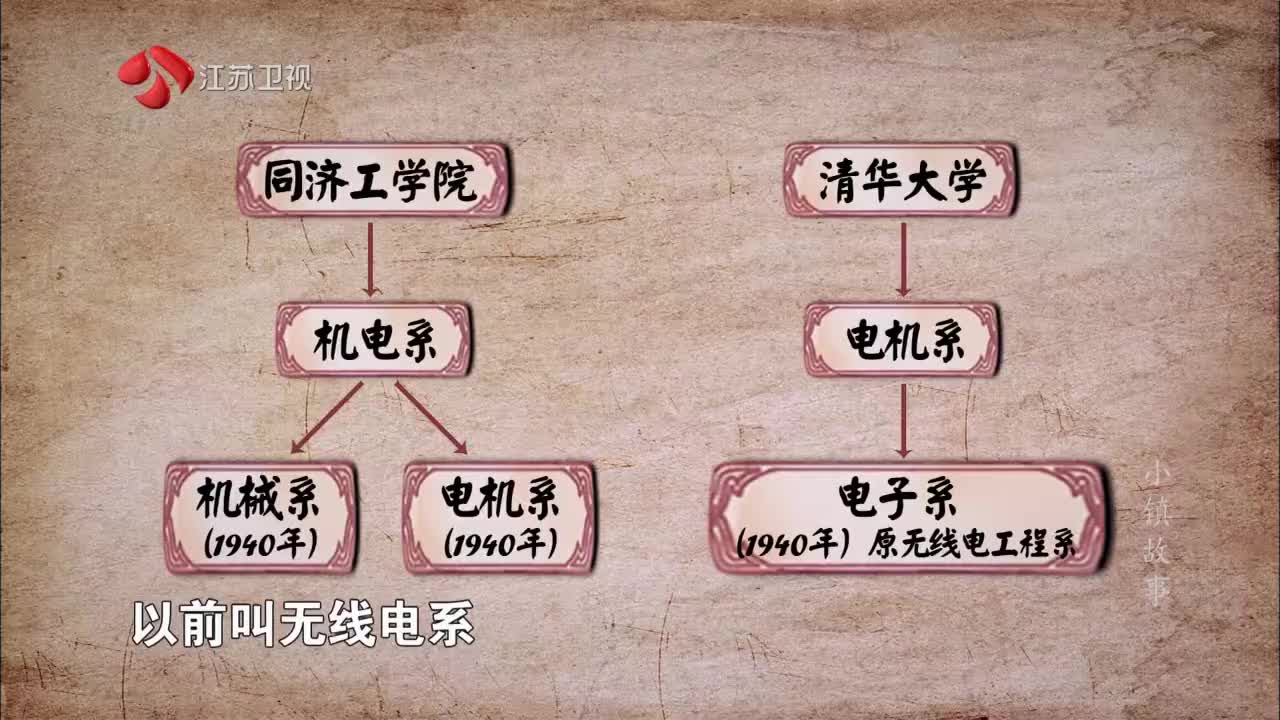 江苏卫视
同济工学院
清华大学
机电系
电机系
机械系
(1940年)
电机系
(1940年)
电子系
(1940年) 原无线电工程系
小镇故事
以前叫无线电系